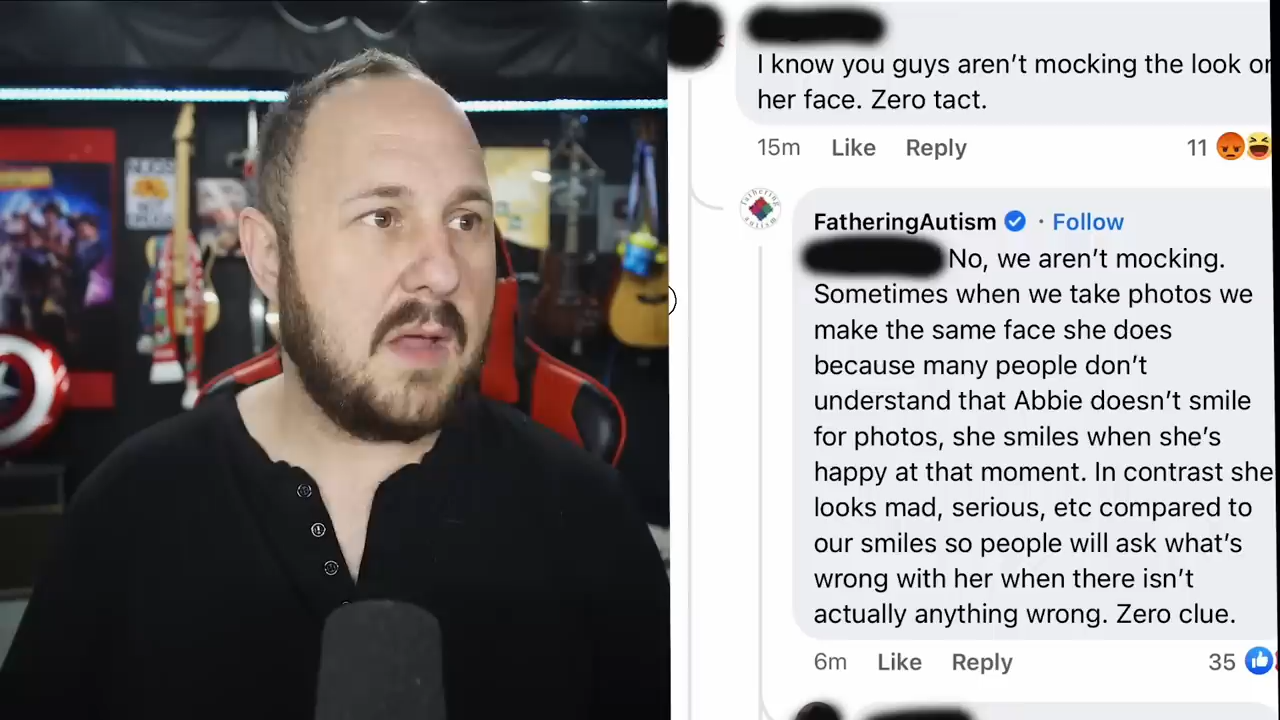 I know you guys aren't mocking the look on
her face. Zero tact.
15m Like Reply 11
fathering autism
FatheringAutism · Follow
No, we aren't mocking.
Sometimes when we take photos we
make the same face she does
because many people don't
understand that Abbie doesn't smile
for photos, she smiles when she's
happy at that moment. In contrast she
looks mad, serious, etc compared to
our smiles so people will ask what's
wrong with her when there isn't
actually anything wrong. Zero clue.
6m Like Reply 35